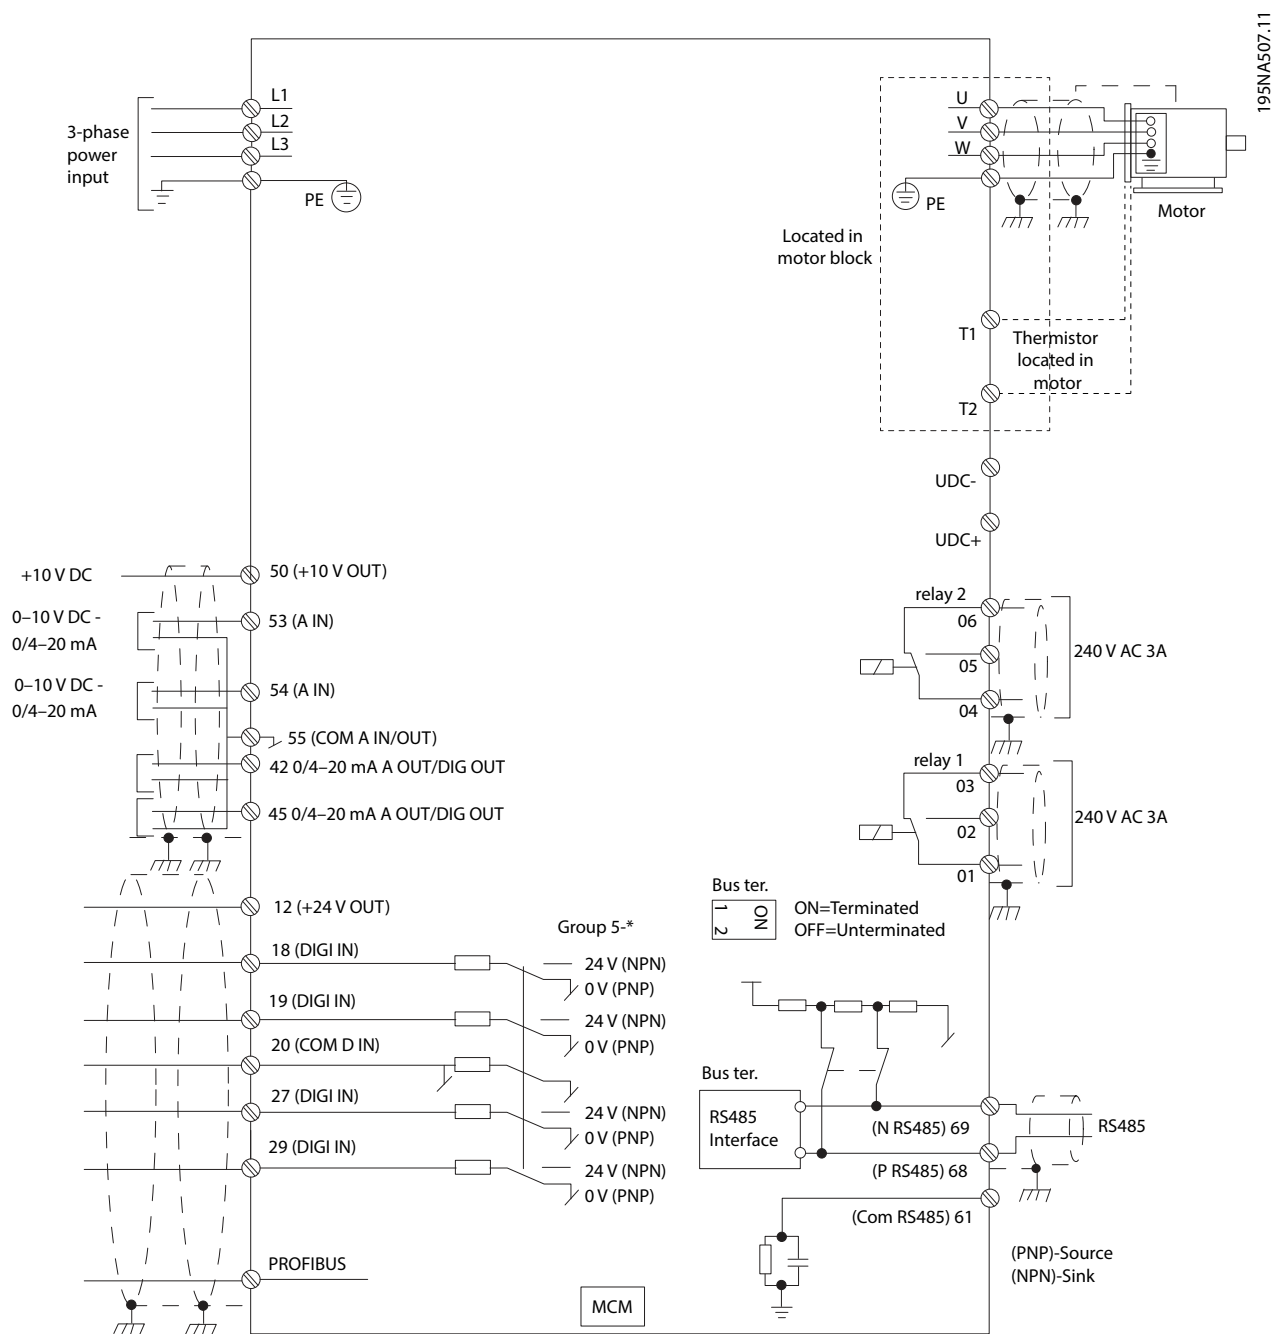 195NA507.11
L1
L2
L3
3-phase
power
input
PE
U
V
W
PE
Motor
Located in
motor block
T1
Thermistor
located in
motor
T2
UDC-
UDC+
+10 V DC
50 (+10 V OUT)
0–10 V DC -
0/4–20 mA
53 (A IN)
0–10 V DC -
0/4–20 mA
54 (A IN)
55 (COM A IN/OUT)
42 0/4–20 mA A OUT/DIG OUT
45 0/4–20 mA A OUT/DIG OUT
relay 2
06
05
04
240 V AC 3A
relay 1
03
02
01
240 V AC 3A
12 (+24 V OUT)
18 (DIGI IN)
19 (DIGI IN)
20 (COM D IN)
27 (DIGI IN)
29 (DIGI IN)
PROFIBUS
Group 5-*
24 V (NPN)
0 V (PNP)
24 V (NPN)
0 V (PNP)
24 V (NPN)
0 V (PNP)
24 V (NPN)
0 V (PNP)
Bus ter.
1 2
ON
ON=Terminated
OFF=Unterminated
Bus ter.
RS485
Interface
(N RS485) 69
(P RS485) 68
(Com RS485) 61
RS485
(PNP)-Source
(NPN)-Sink
MCM